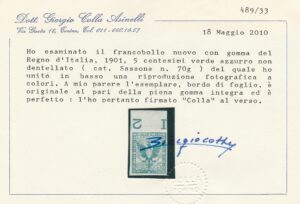 489/33
Dott. Giorgio Colla Asinelli
18 Maggio 2010
Ho esaminato il francobollo nuovo con gomma del
Regno d'Italia, 1901, 5 centesimi verde azzurro non
dentellato ( cat. Sassone n. 70g ) del quale ho
unito in basso una riproduzione fotografica a
colori. A mio parere l'esemplare, bordo di foglio, è
originale al pari della piena gomma integra ed è
perfetto : l'ho pertanto firmato "Colla" al verso.